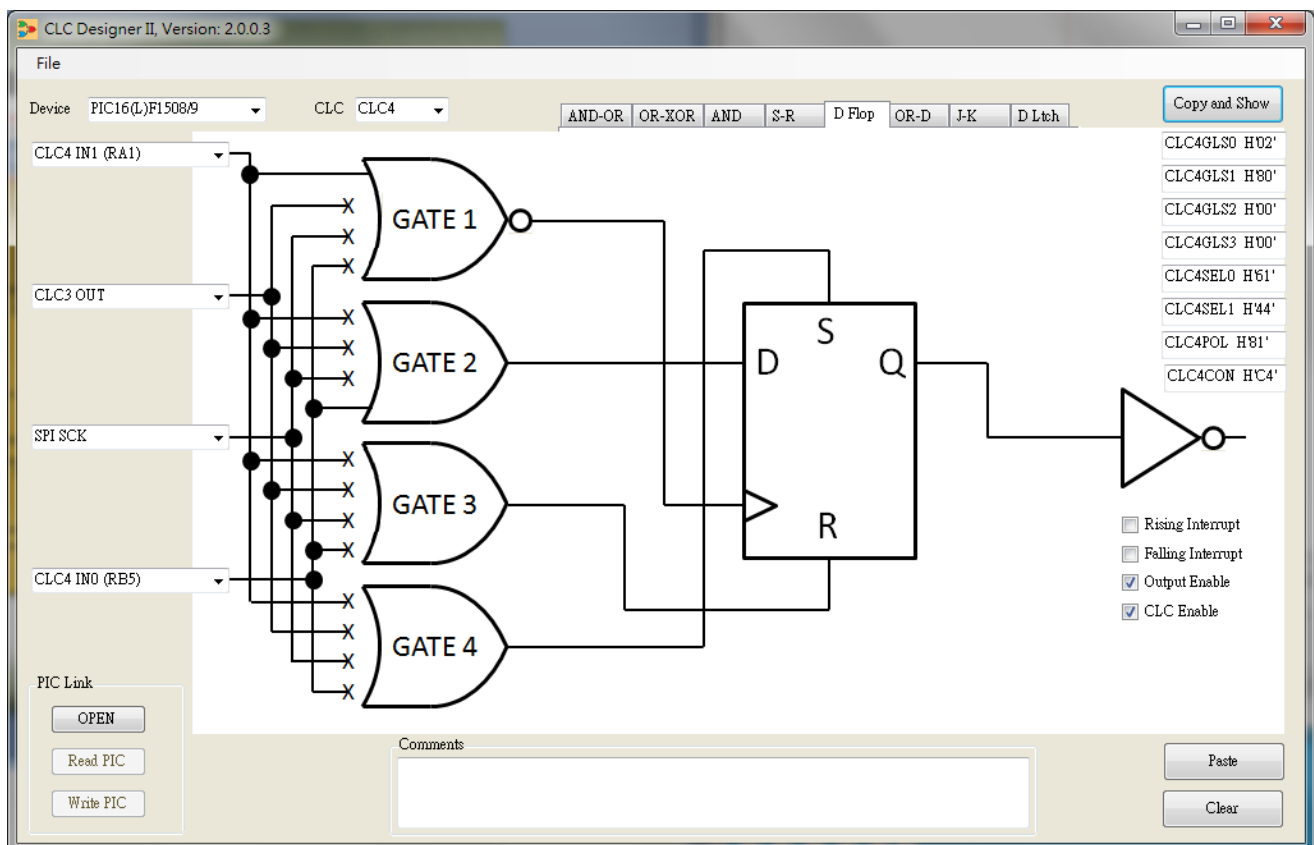 CLC Designer II, Version: 2.0.0.3
File
Device PIC16(L)F1508/9 CLC CLC4
AND-OR OR-XOR AND S-R D Flop OR-D J-K D Ltch
Copy and Show
CLC4 IN1 (RA1)
CLC3 OUT
SPI SCK
CLC4 IN0 (RB5)
X
X
X
GATE 1
X
X
X
GATE 2
X
X
X
X
GATE 3
X
X
X
X
GATE 4
S
D Q
R
CLC4GLS0 H'02'
CLC4GLS1 H'80'
CLC4GLS2 H'00'
CLC4GLS3 H'00'
CLC4SEL0 H'61'
CLC4SEL1 H'44'
CLC4POL H'81'
CLC4CON H'C4'
Rising Interrupt
Falling Interrupt
Output Enable
CLC Enable
PIC Link
OPEN
Read PIC
Write PIC
Comments
Paste
Clear